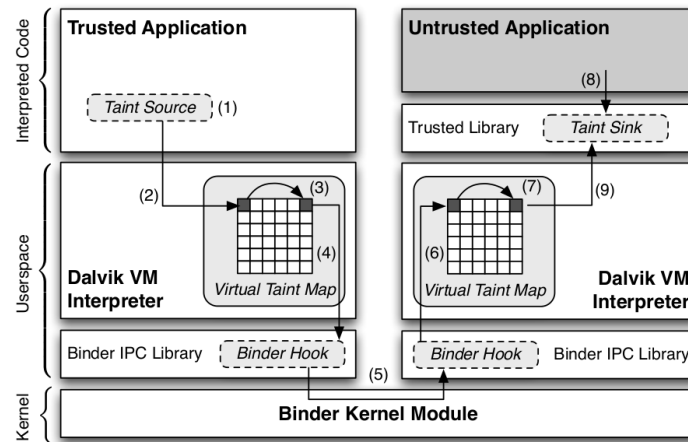 Interpreted Code
Trusted Application
Taint Source
(1)
Untrusted Application
(8)
Trusted Library
Taint Sink
Userspace
(2)
(3)
(4)
Virtual Taint Map
Dalvik VM
Interpreter
(7)
(9)
(6)
Virtual Taint Map
Dalvik VM
Interpreter
Binder IPC Library
Binder Hook
(5)
Binder Hook
Binder IPC Library
Kernel
Binder Kernel Module